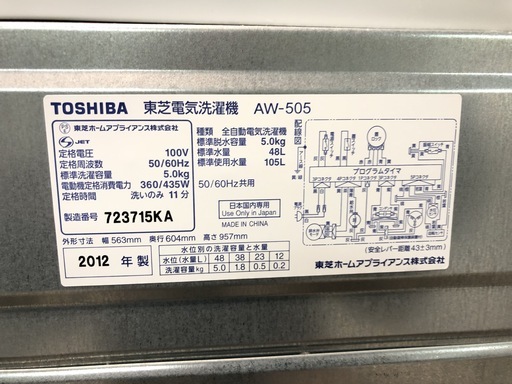 TOSHIBA 東芝電気洗濯機 AW-505
東芝ホームアプライアンス株式会社
JET
定格電圧 100V
定格周波数 50/60Hz
定格洗濯容量 5.0kg
電動機定格消費電力 360/435W
定格時間 洗いのみ 11分
製造番号 723715KA
種類 全自動電気洗濯機
標準脱水容量 5.0kg
標準水量 48L
標準使用水量 105L
50/60Hz共用
日本国内専用
Use Only in Japan
MADE IN CHINA
外形寸法 幅563mm 奥行604mm 高さ957mm
2012 年製
水位別の洗濯容量と水量
水位(水量L) 48 38 23 12
洗濯容量kg 5.0 1.8 0.5 0.2
配線図
プログラムタイマ
(安全レバー距離43±3mm)
東芝ホームアプライアンス株式会社